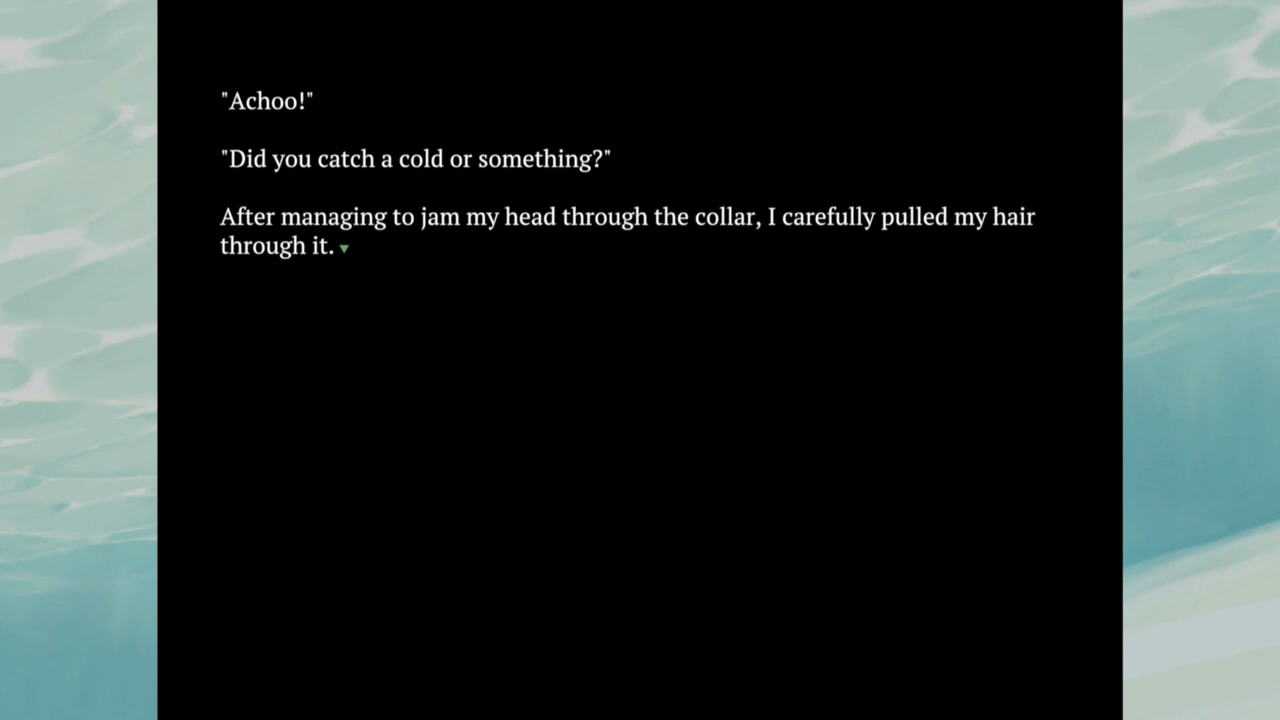 "Achoo!"
"Did you catch a cold or something?"
After managing to jam my head through the collar, I carefully pulled my hair
through it.